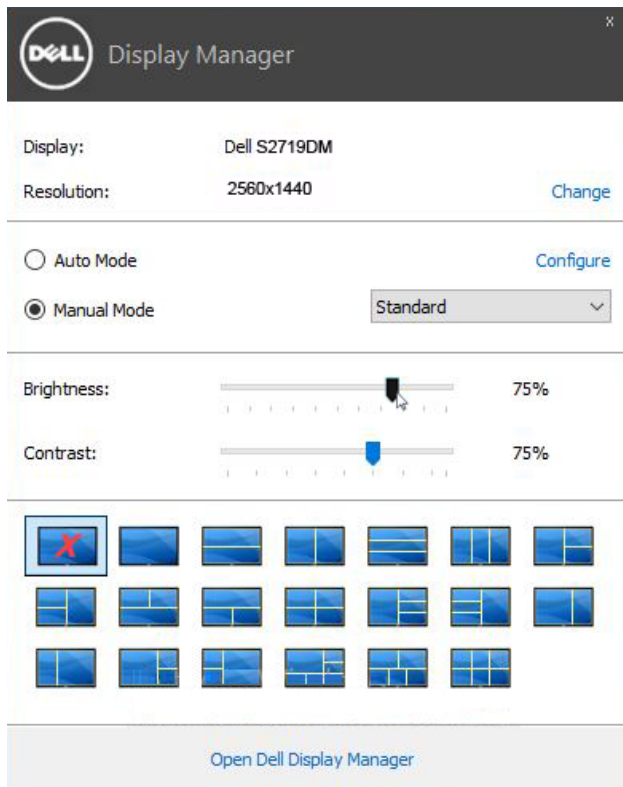 x
DELL Display Manager
Display: Dell S2719DM
Resolution: 2560x1440 Change
Auto Mode Configure
Manual Mode Standard
Brightness: 75%
Contrast: 75%
X
Open Dell Display Manager